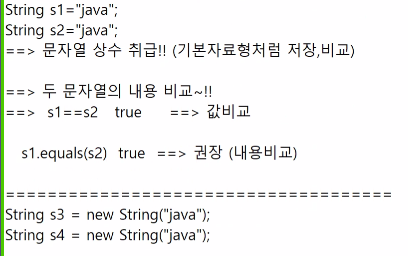 String s1="java";
String s2="java";
==> 문자열 상수 취급!! (기본자료형처럼 저장,비교)
==> 두 문자열의 내용 비교~!!
==> s1==s2 true ==> 값비교
s1.equals(s2) true ==> 권장 (내용비교)
=====================================
String s3 = new String("java");
String s4 = new String("java");